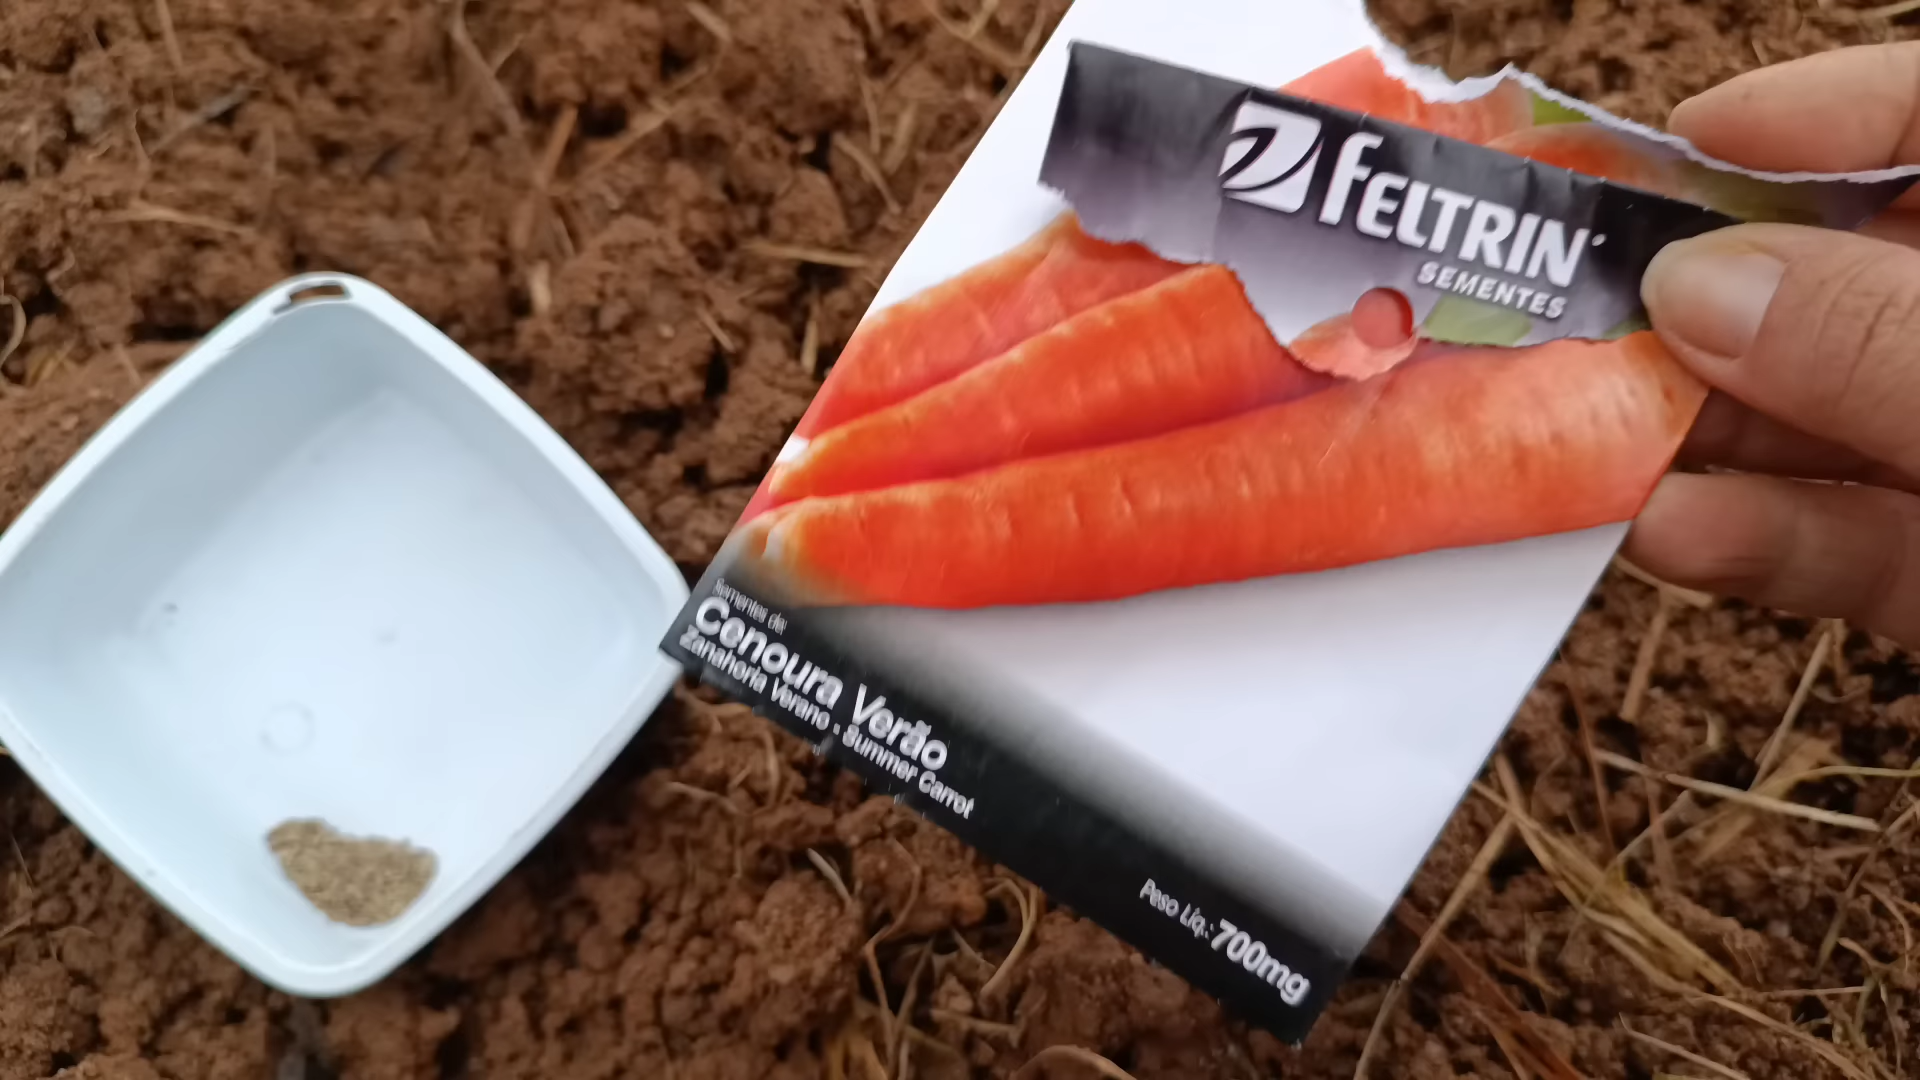 FELTRIN
SEMENTES
Sementes de:
Cenoura Verão
Zanahoria Verano - Summer Carrot
Peso Líq.: 700mg